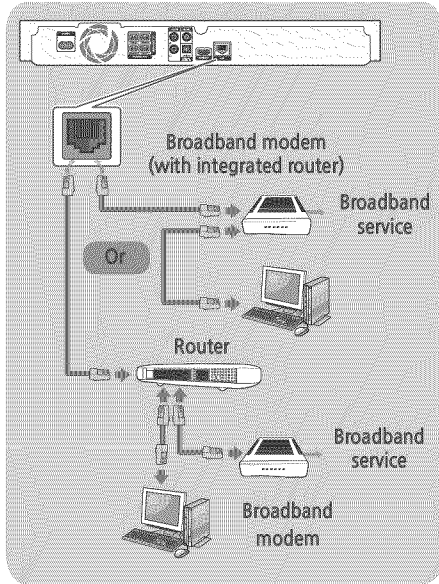 Broadband modem
(with integrated router)
Broadband
service
Or
Router
Broadband
service
Broadband
modem